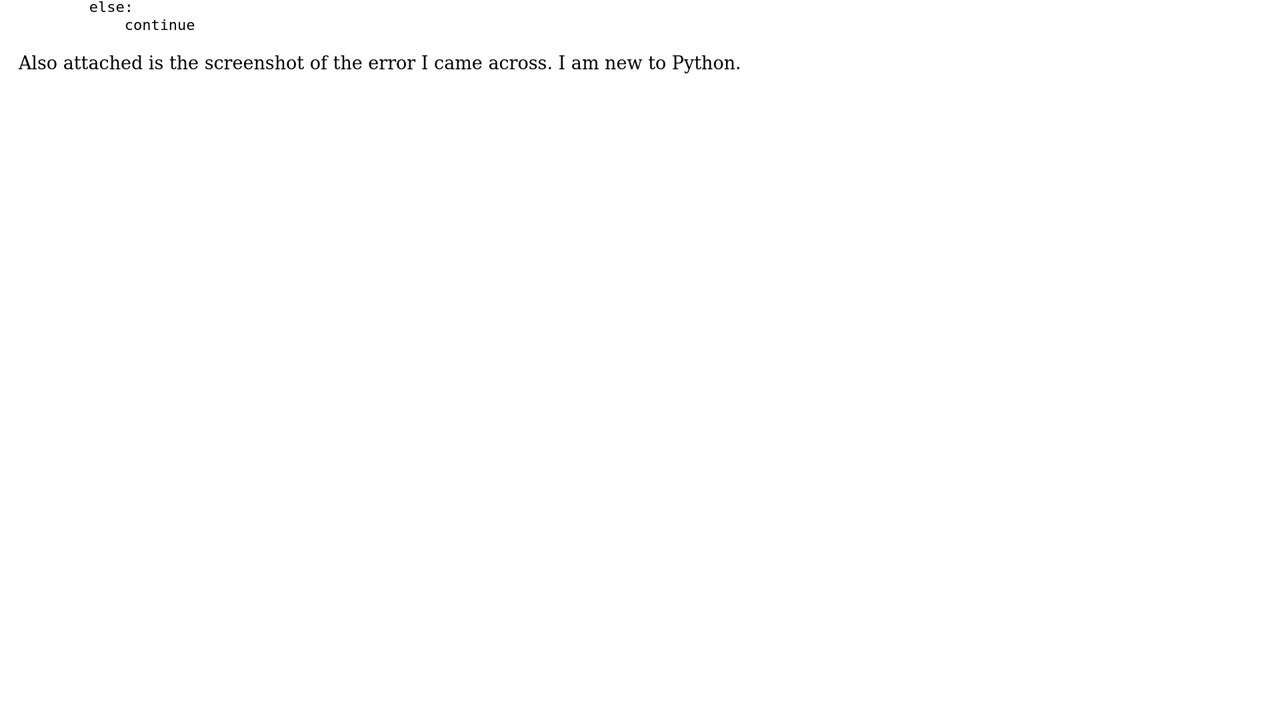 else:
continue
Also attached is the screenshot of the error I came across. I am new to Python.